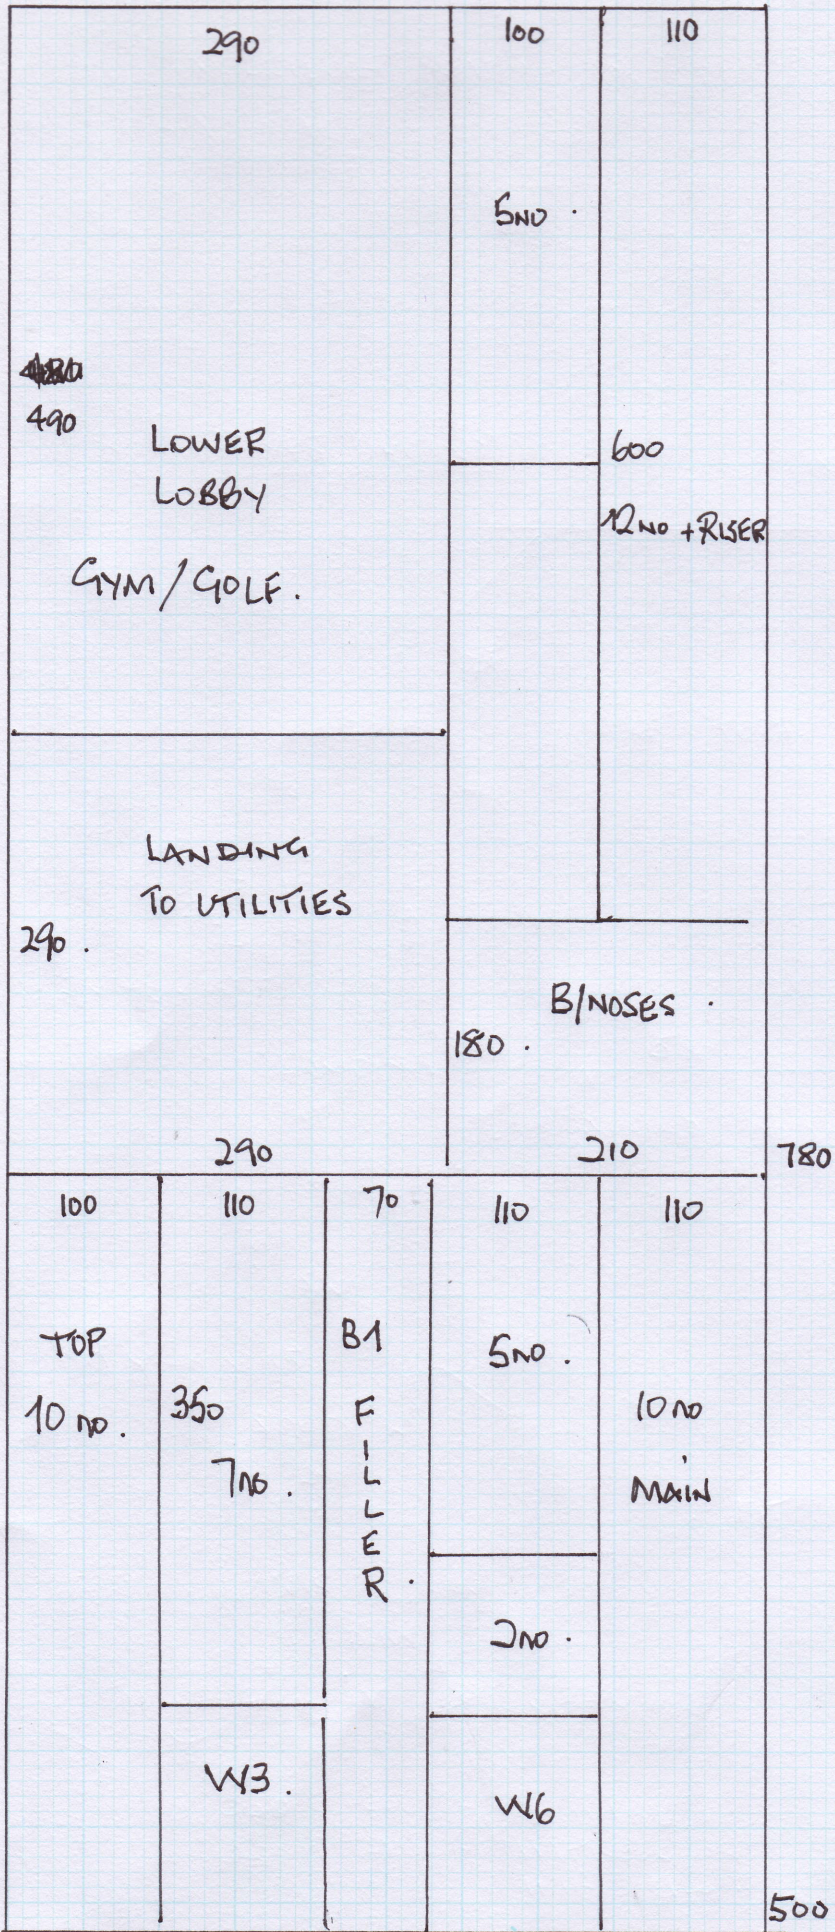 290
100
110
5NO .
490
LOWER
LOBBY
GYM/GOLF.
600
12NO + RISER
LANDING
TO UTILITIES
290 .
B/NOSES .
180 .
290
210
780
100
110
70
110
110
TOP
10 no .
350
7no .
B1
FILLER .
5no .
10 no
MAIN
2no .
W3 .
W6
500